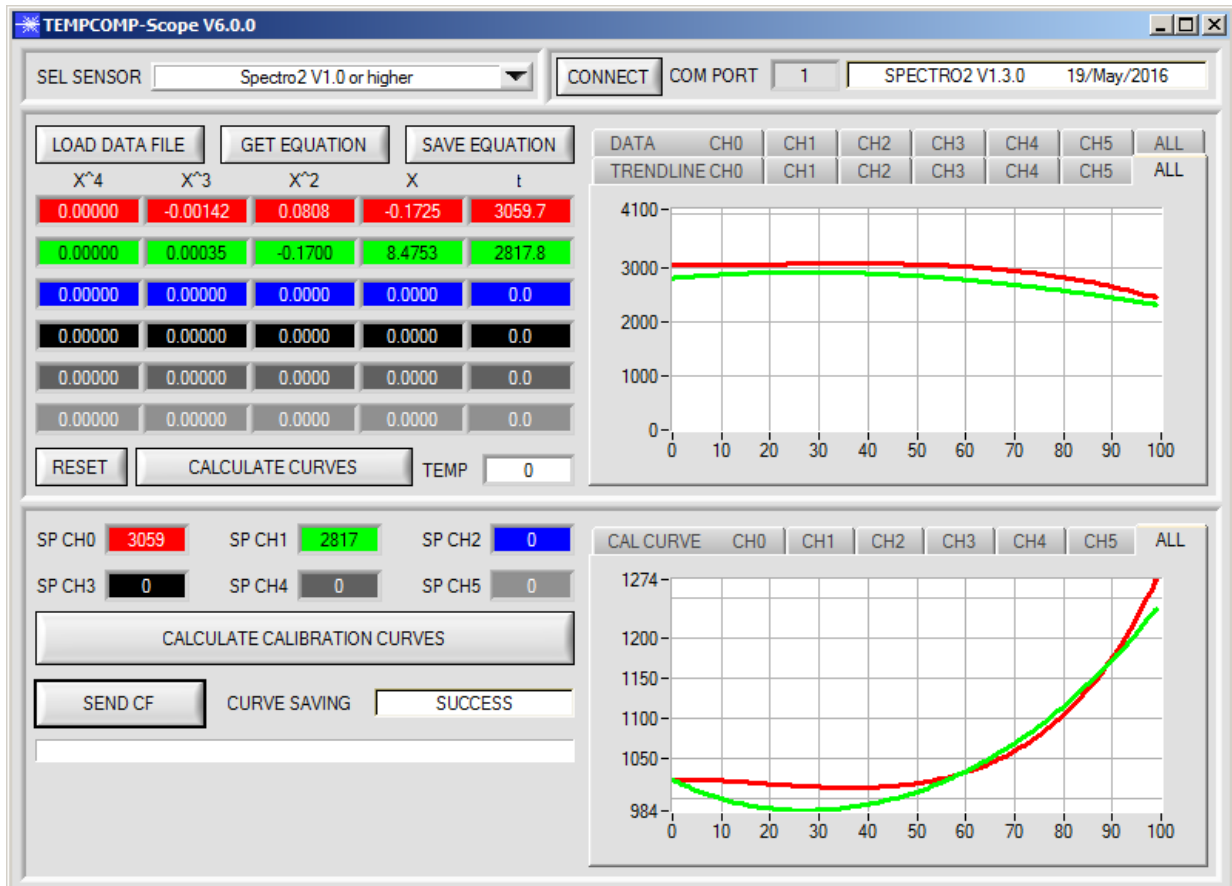 TEMPCOMP-Scope V6.0.0
SEL SENSOR Spectro2 V1.0 or higher
CONNECT COM PORT 1 SPECTRO2 V1.3.0 19/May/2016
LOAD DATA FILE GET EQUATION SAVE EQUATION
X^4 X^3 X^2 X t
0.00000 -0.00142 0.0808 -0.1725 3059.7
0.00000 0.00035 -0.1700 8.4753 2817.8
0.00000 0.00000 0.0000 0.0000 0.0
0.00000 0.00000 0.0000 0.0000 0.0
0.00000 0.00000 0.0000 0.0000 0.0
0.00000 0.00000 0.0000 0.0000 0.0
RESET CALCULATE CURVES TEMP 0
DATA CH0 CH1 CH2 CH3 CH4 CH5 ALL
TRENDLINE CH0 CH1 CH2 CH3 CH4 CH5 ALL
4100
3000
2000
1000
0
0 10 20 30 40 50 60 70 80 90 100
SP CH0 3059 SP CH1 2817 SP CH2 0
SP CH3 0 SP CH4 0 SP CH5 0
CALCULATE CALIBRATION CURVES
SEND CF CURVE SAVING SUCCESS
CAL CURVE CH0 CH1 CH2 CH3 CH4 CH5 ALL
1274
1200
1150
1100
1050
984
0 10 20 30 40 50 60 70 80 90 100